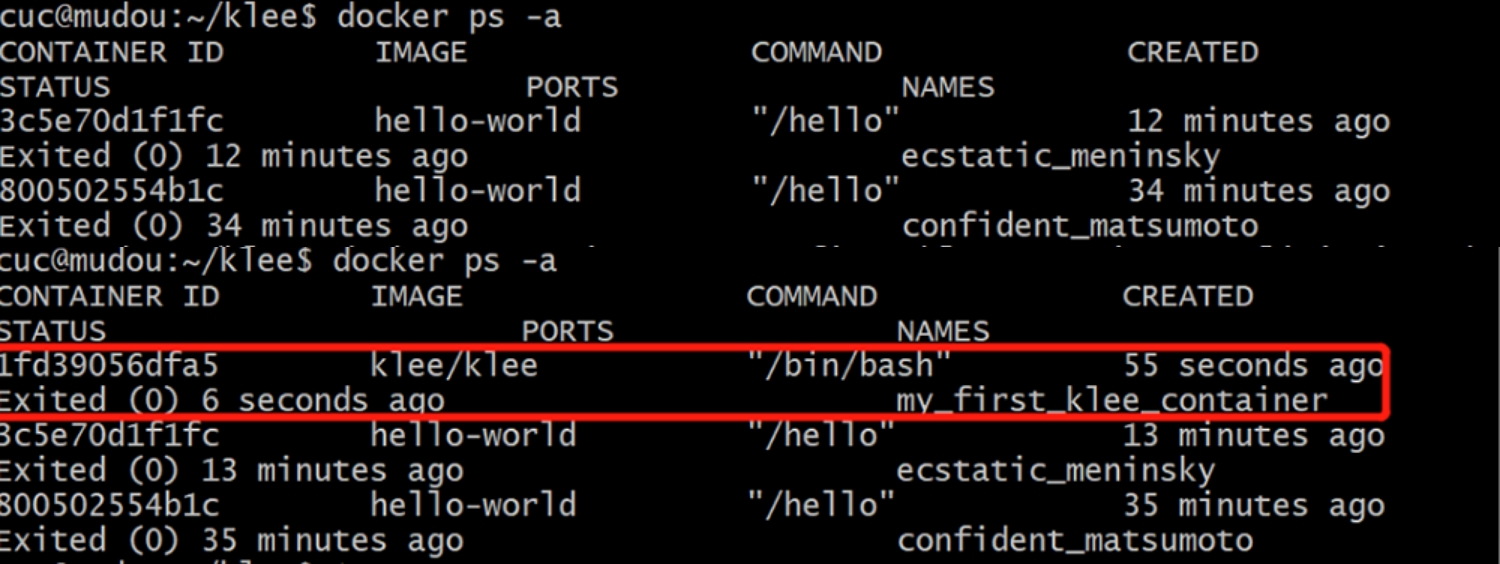 cuc@mudou:~/klee$ docker ps -a
CONTAINER ID IMAGE COMMAND CREATED
STATUS PORTS NAMES
3c5e70d1f1fc hello-world "/hello" 12 minutes ago
Exited (0) 12 minutes ago ecstatic_meninsky
800502554b1c hello-world "/hello" 34 minutes ago
Exited (0) 34 minutes ago confident_matsumoto
cuc@mudou:~/klee$ docker ps -a
CONTAINER ID IMAGE COMMAND CREATED
STATUS PORTS NAMES
1fd39056dfa5 klee/klee "/bin/bash" 55 seconds ago
Exited (0) 6 seconds ago my_first_klee_container
3c5e70d1f1fc hello-world "/hello" 13 minutes ago
Exited (0) 13 minutes ago ecstatic_meninsky
800502554b1c hello-world "/hello" 35 minutes ago
Exited (0) 35 minutes ago confident_matsumoto